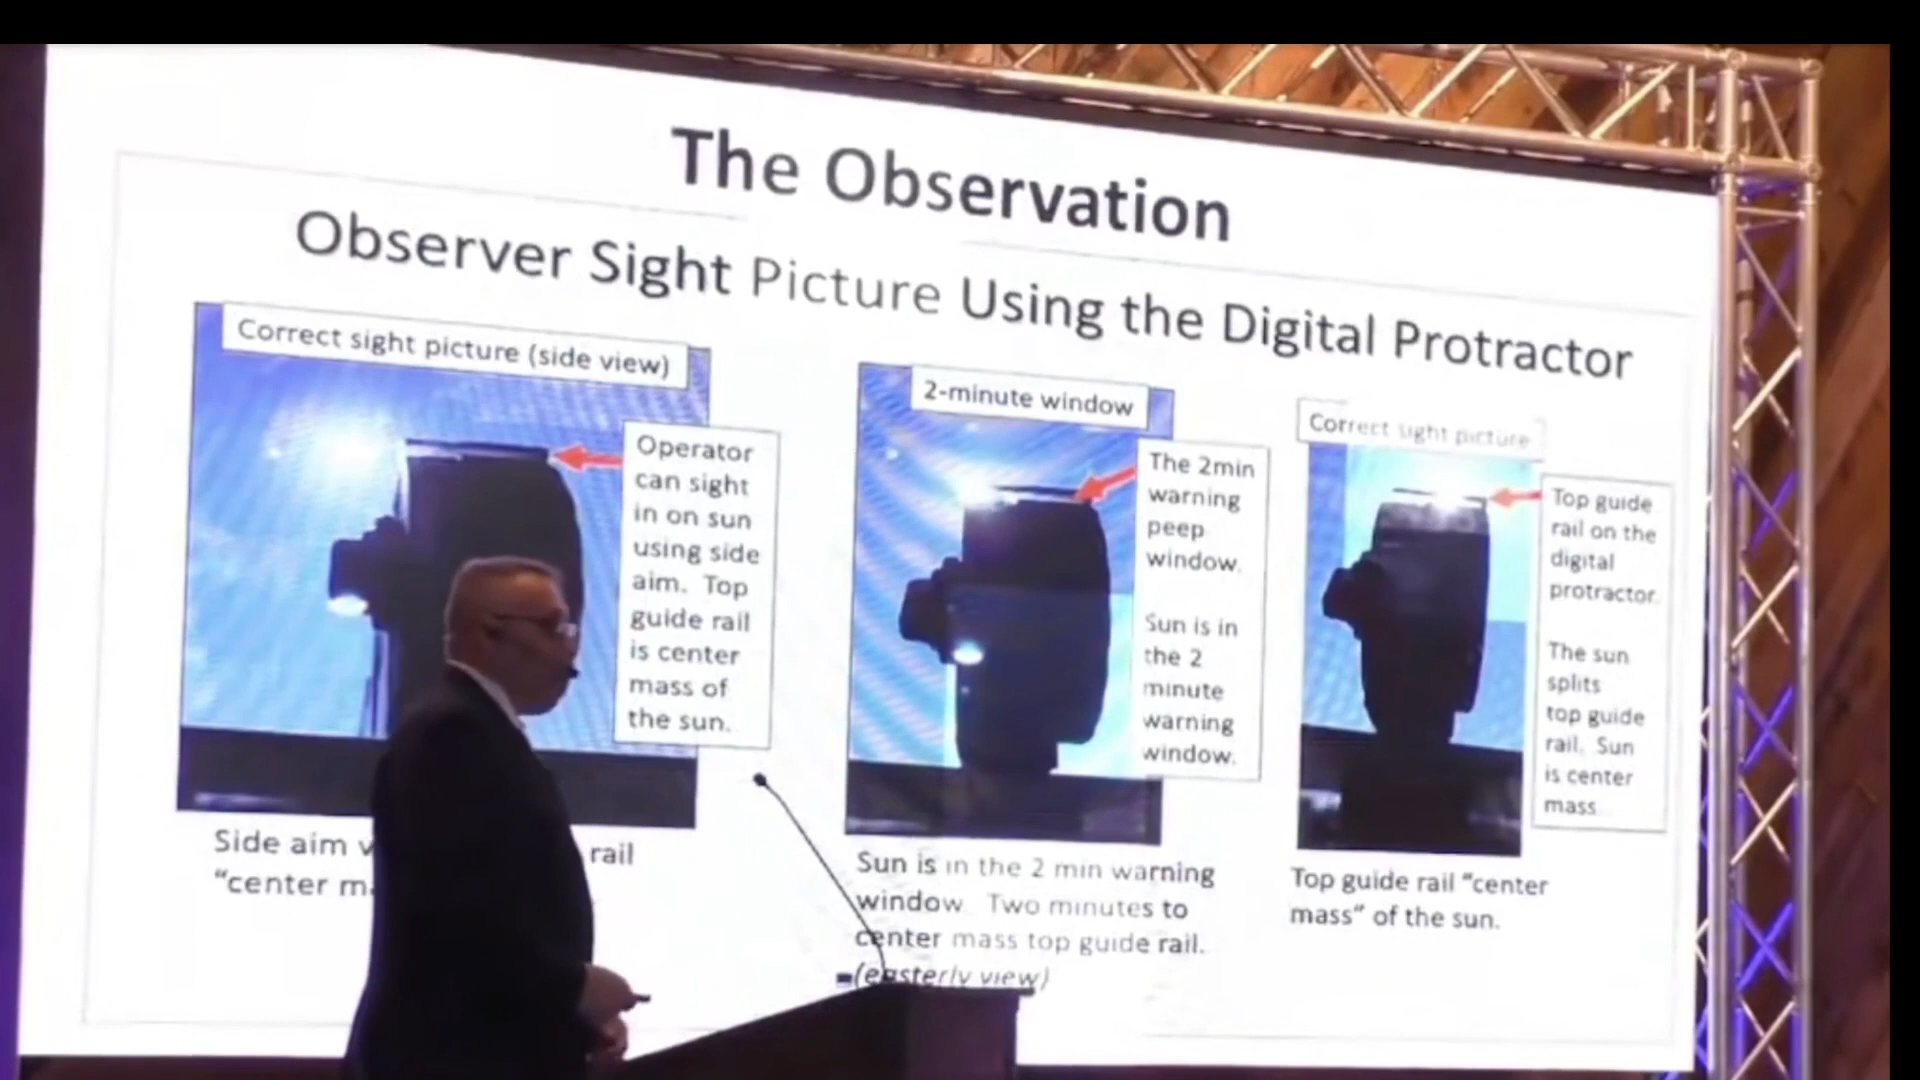 The Observation
Observer Sight Picture Using the Digital Protractor
Correct sight picture (side view)
Operator
can sight
in on sun
using side
aim. Top
guide rail
is center
mass of
the sun.
Side aim
rail
"center
2-minute window
The 2min
warning
peep
window.
Sun is in
the 2
minute
warning
window.
Sun is in the 2 min warning
window. Two minutes to
center mass top guide rail.
(easterly view)
Correct sight picture
Top guide
rail on the
digital
protractor.
The sun
splits
top guide
rail. Sun
is center
mass.
Top guide rail "center
mass" of the sun.